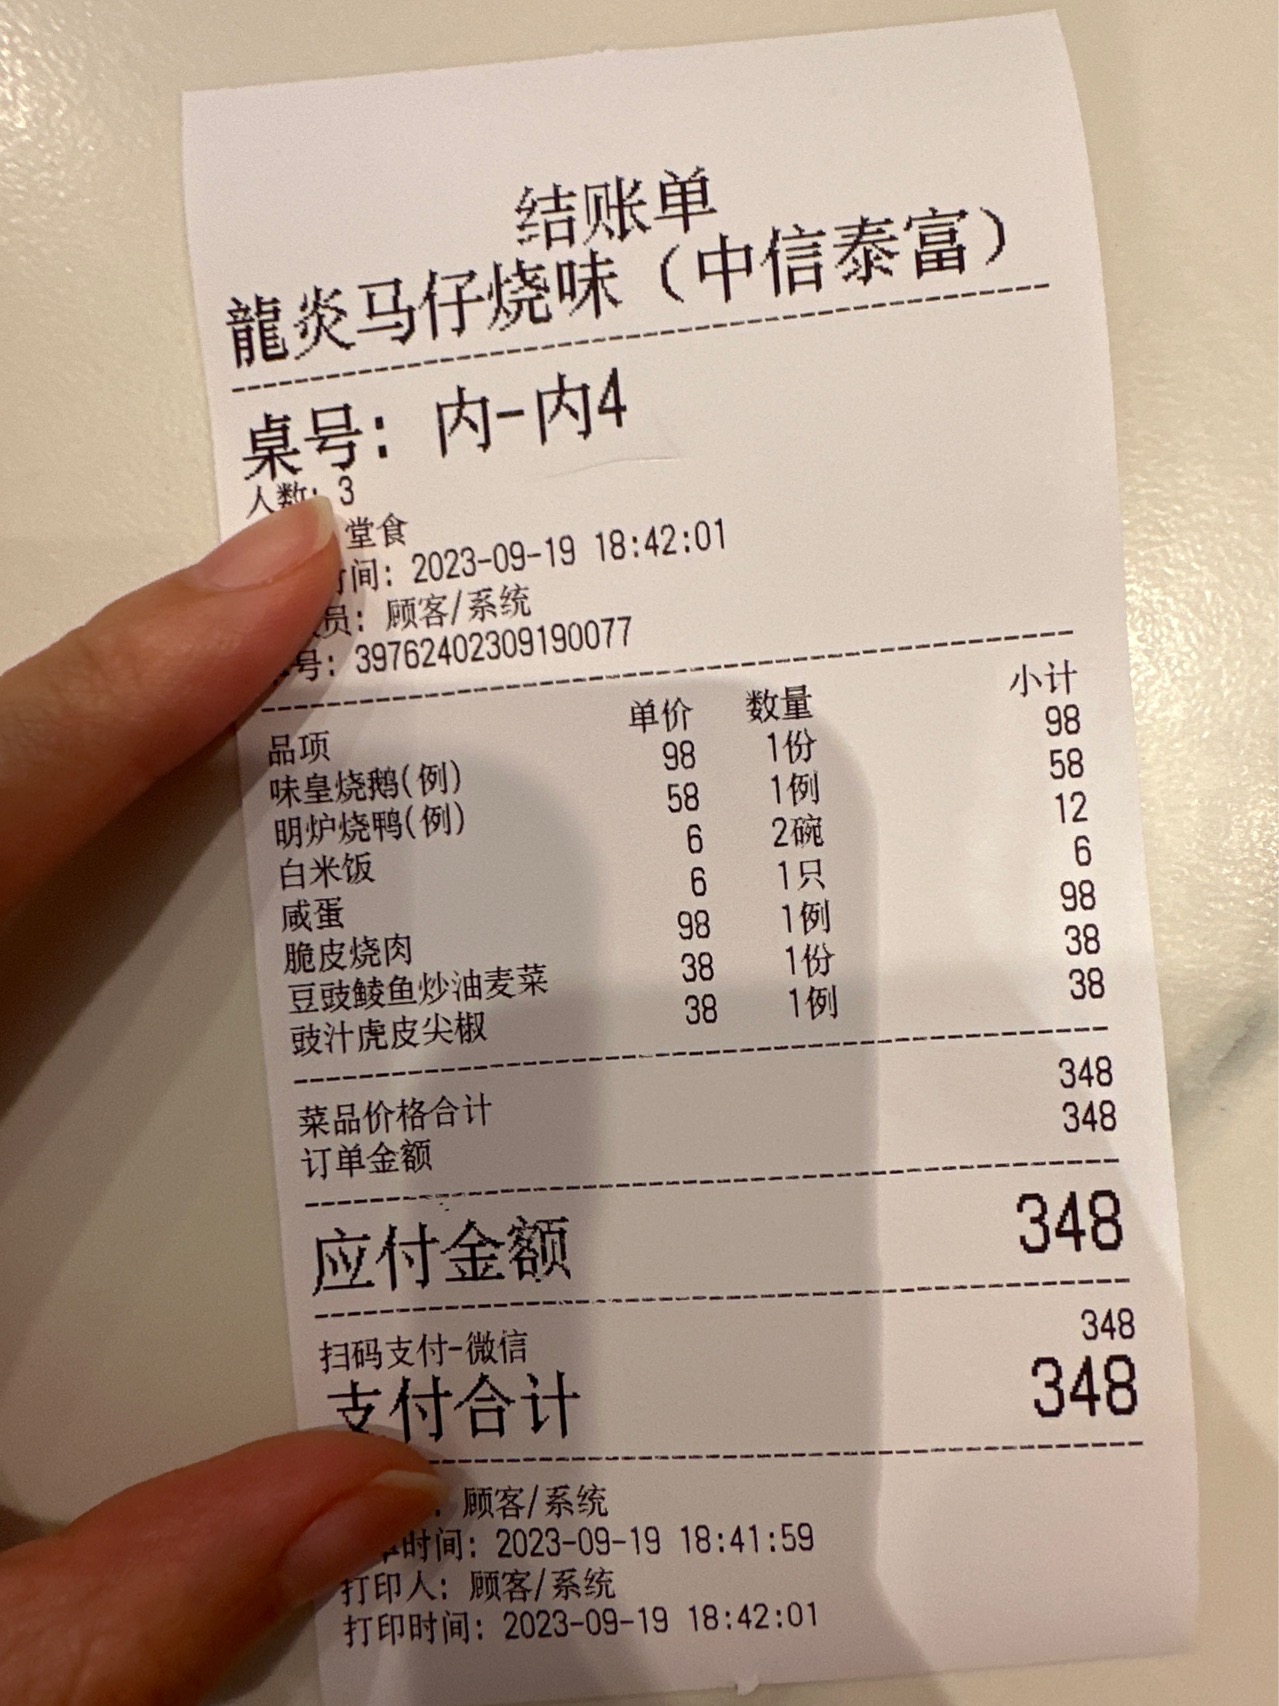 结账单
龍炎马仔烧味（中信泰富）
桌号: 内-内4
人数: 3
堂食
时间: 2023-09-19 18:42:01
员: 顾客/系统
号: 39762402309190077
品项 单价 数量 小计
味皇烧鹅(例) 98 1份 98
明炉烧鸭(例) 58 1例 58
白米饭 6 2碗 12
咸蛋 6 1只 6
脆皮烧肉 98 1例 98
豆豉鲮鱼炒油麦菜 38 1份 38
豉汁虎皮尖椒 38 1例 38
菜品价格合计 348
订单金额 348
应付金额 348
扫码支付-微信 348
支付合计 348
: 顾客/系统
时间: 2023-09-19 18:41:59
打印人: 顾客/系统
打印时间: 2023-09-19 18:42:01